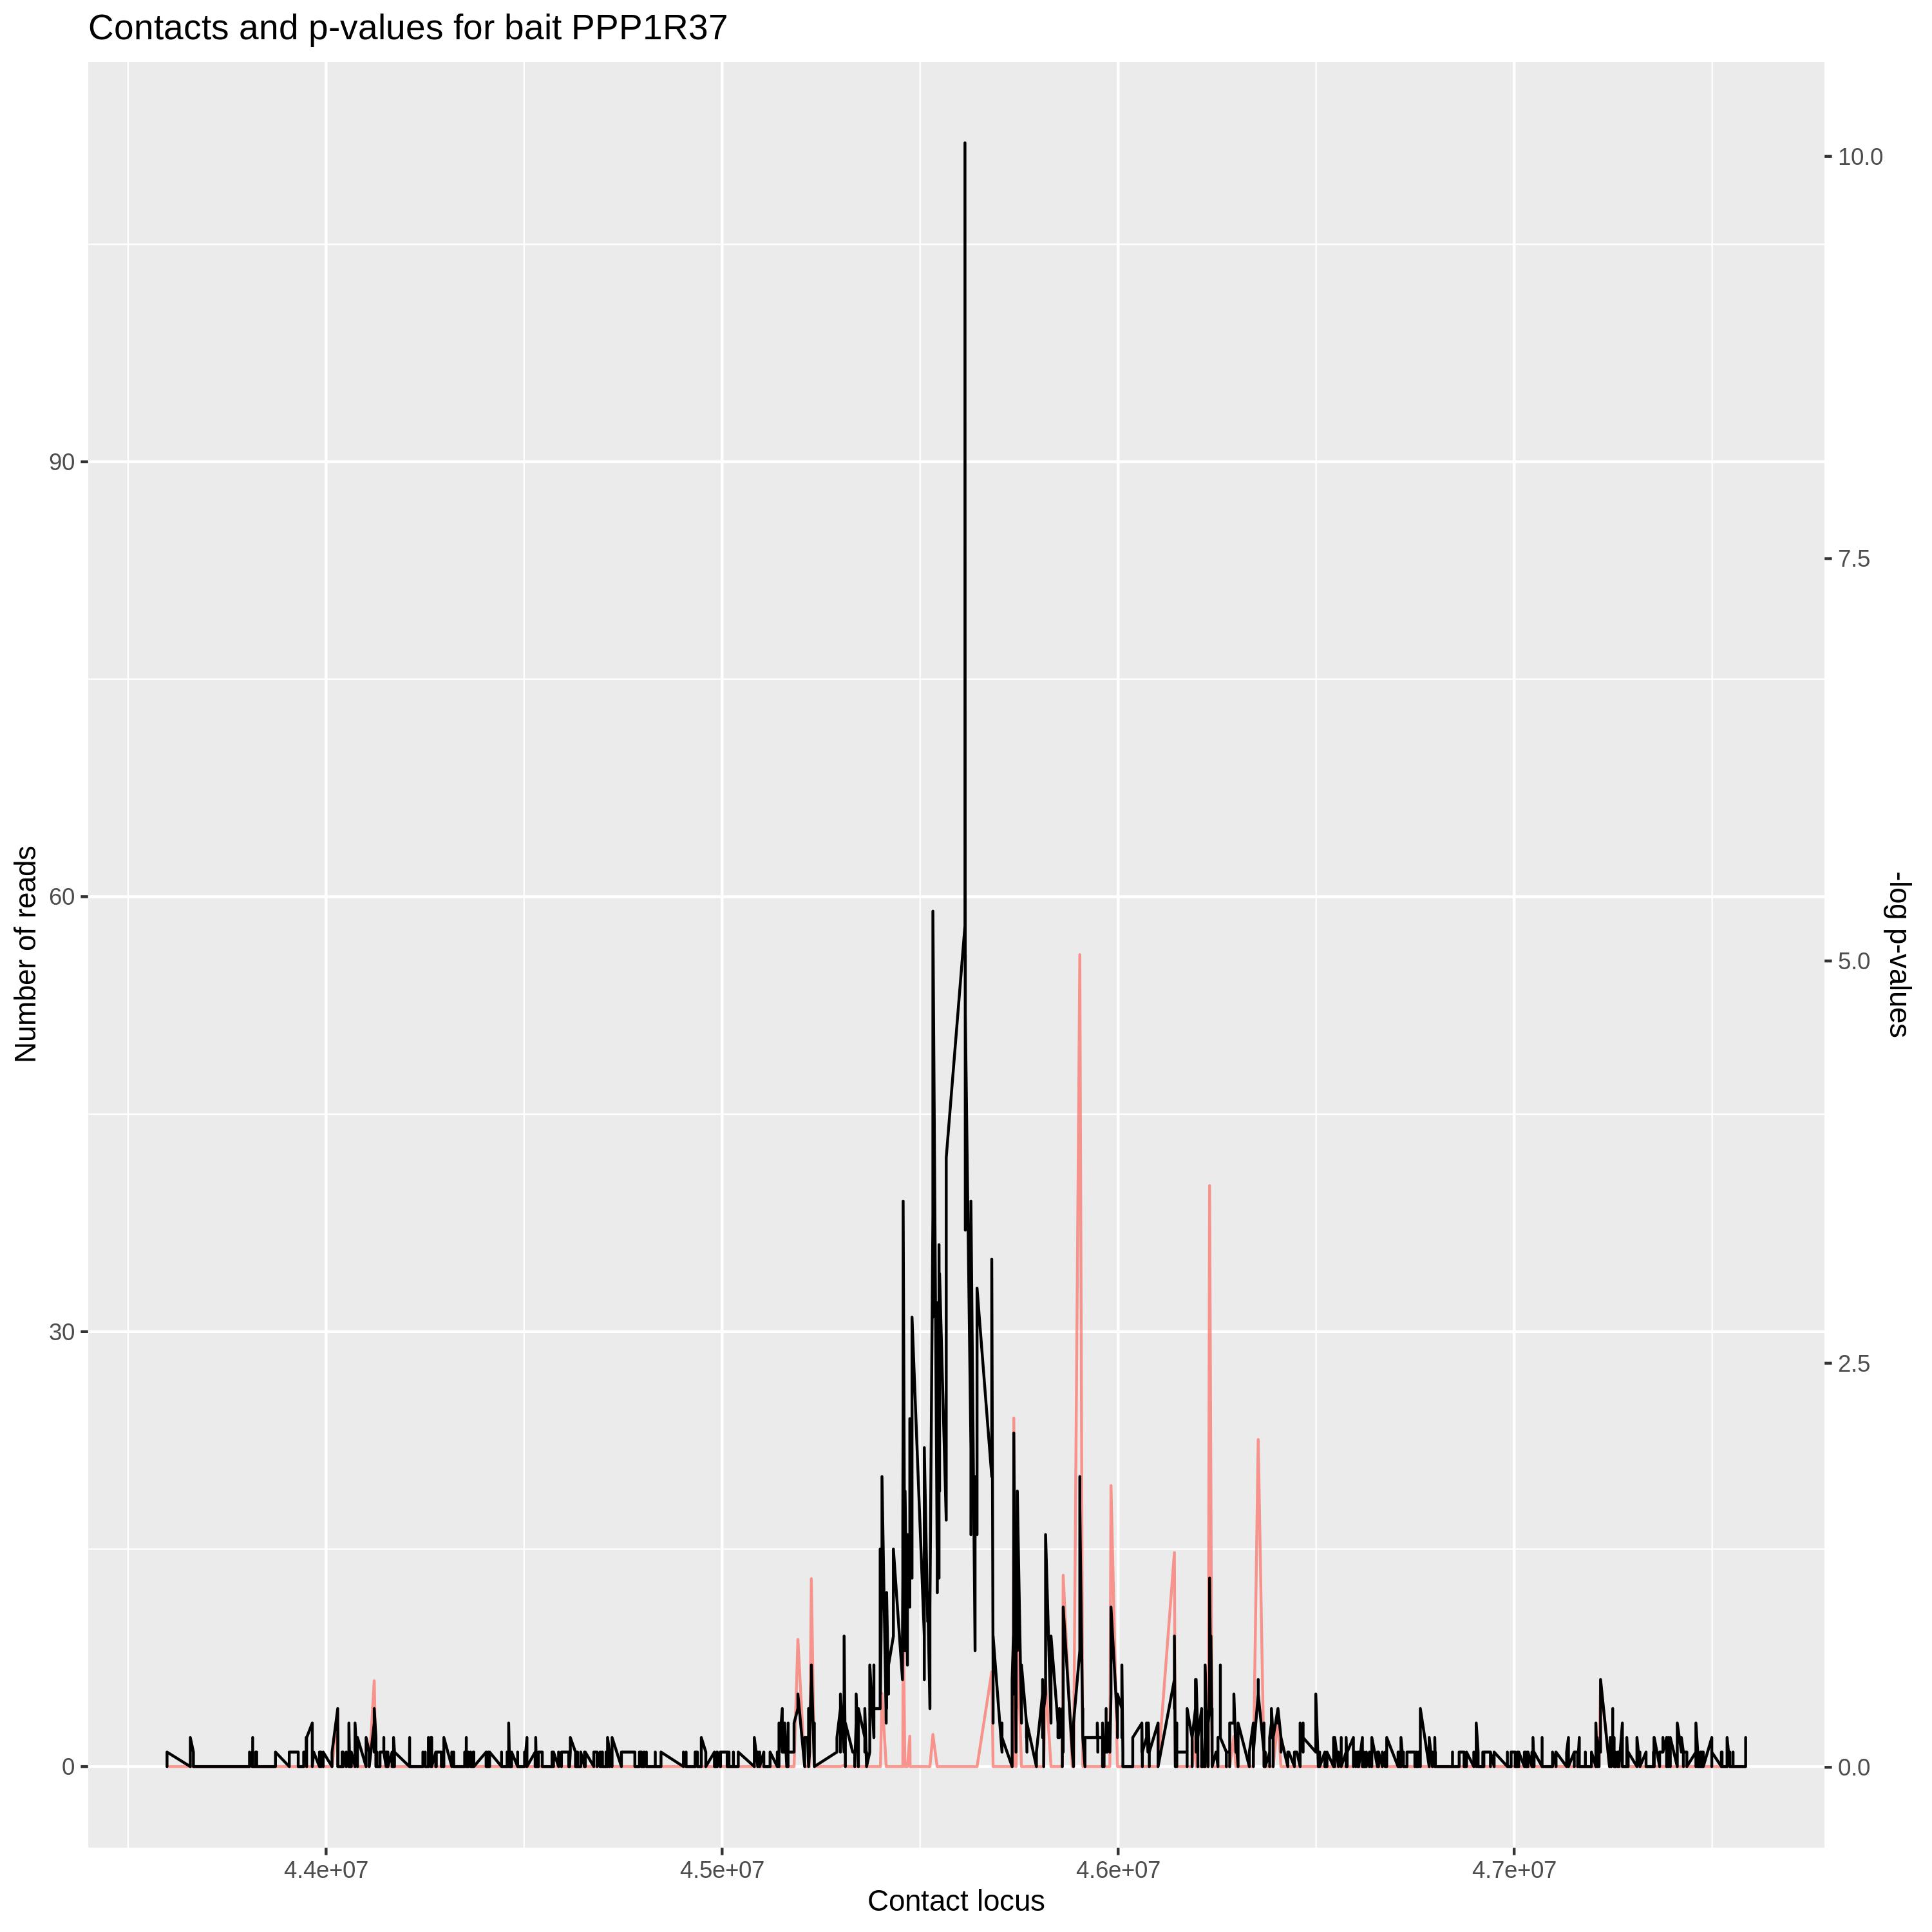 Contacts and p-values for bait PPP1R37
Number of reads
90
60
30
0
10.0
7.5
5.0
2.5
0.0
-log p-values
4.4e+07 4.5e+07 4.6e+07 4.7e+07
Contact locus